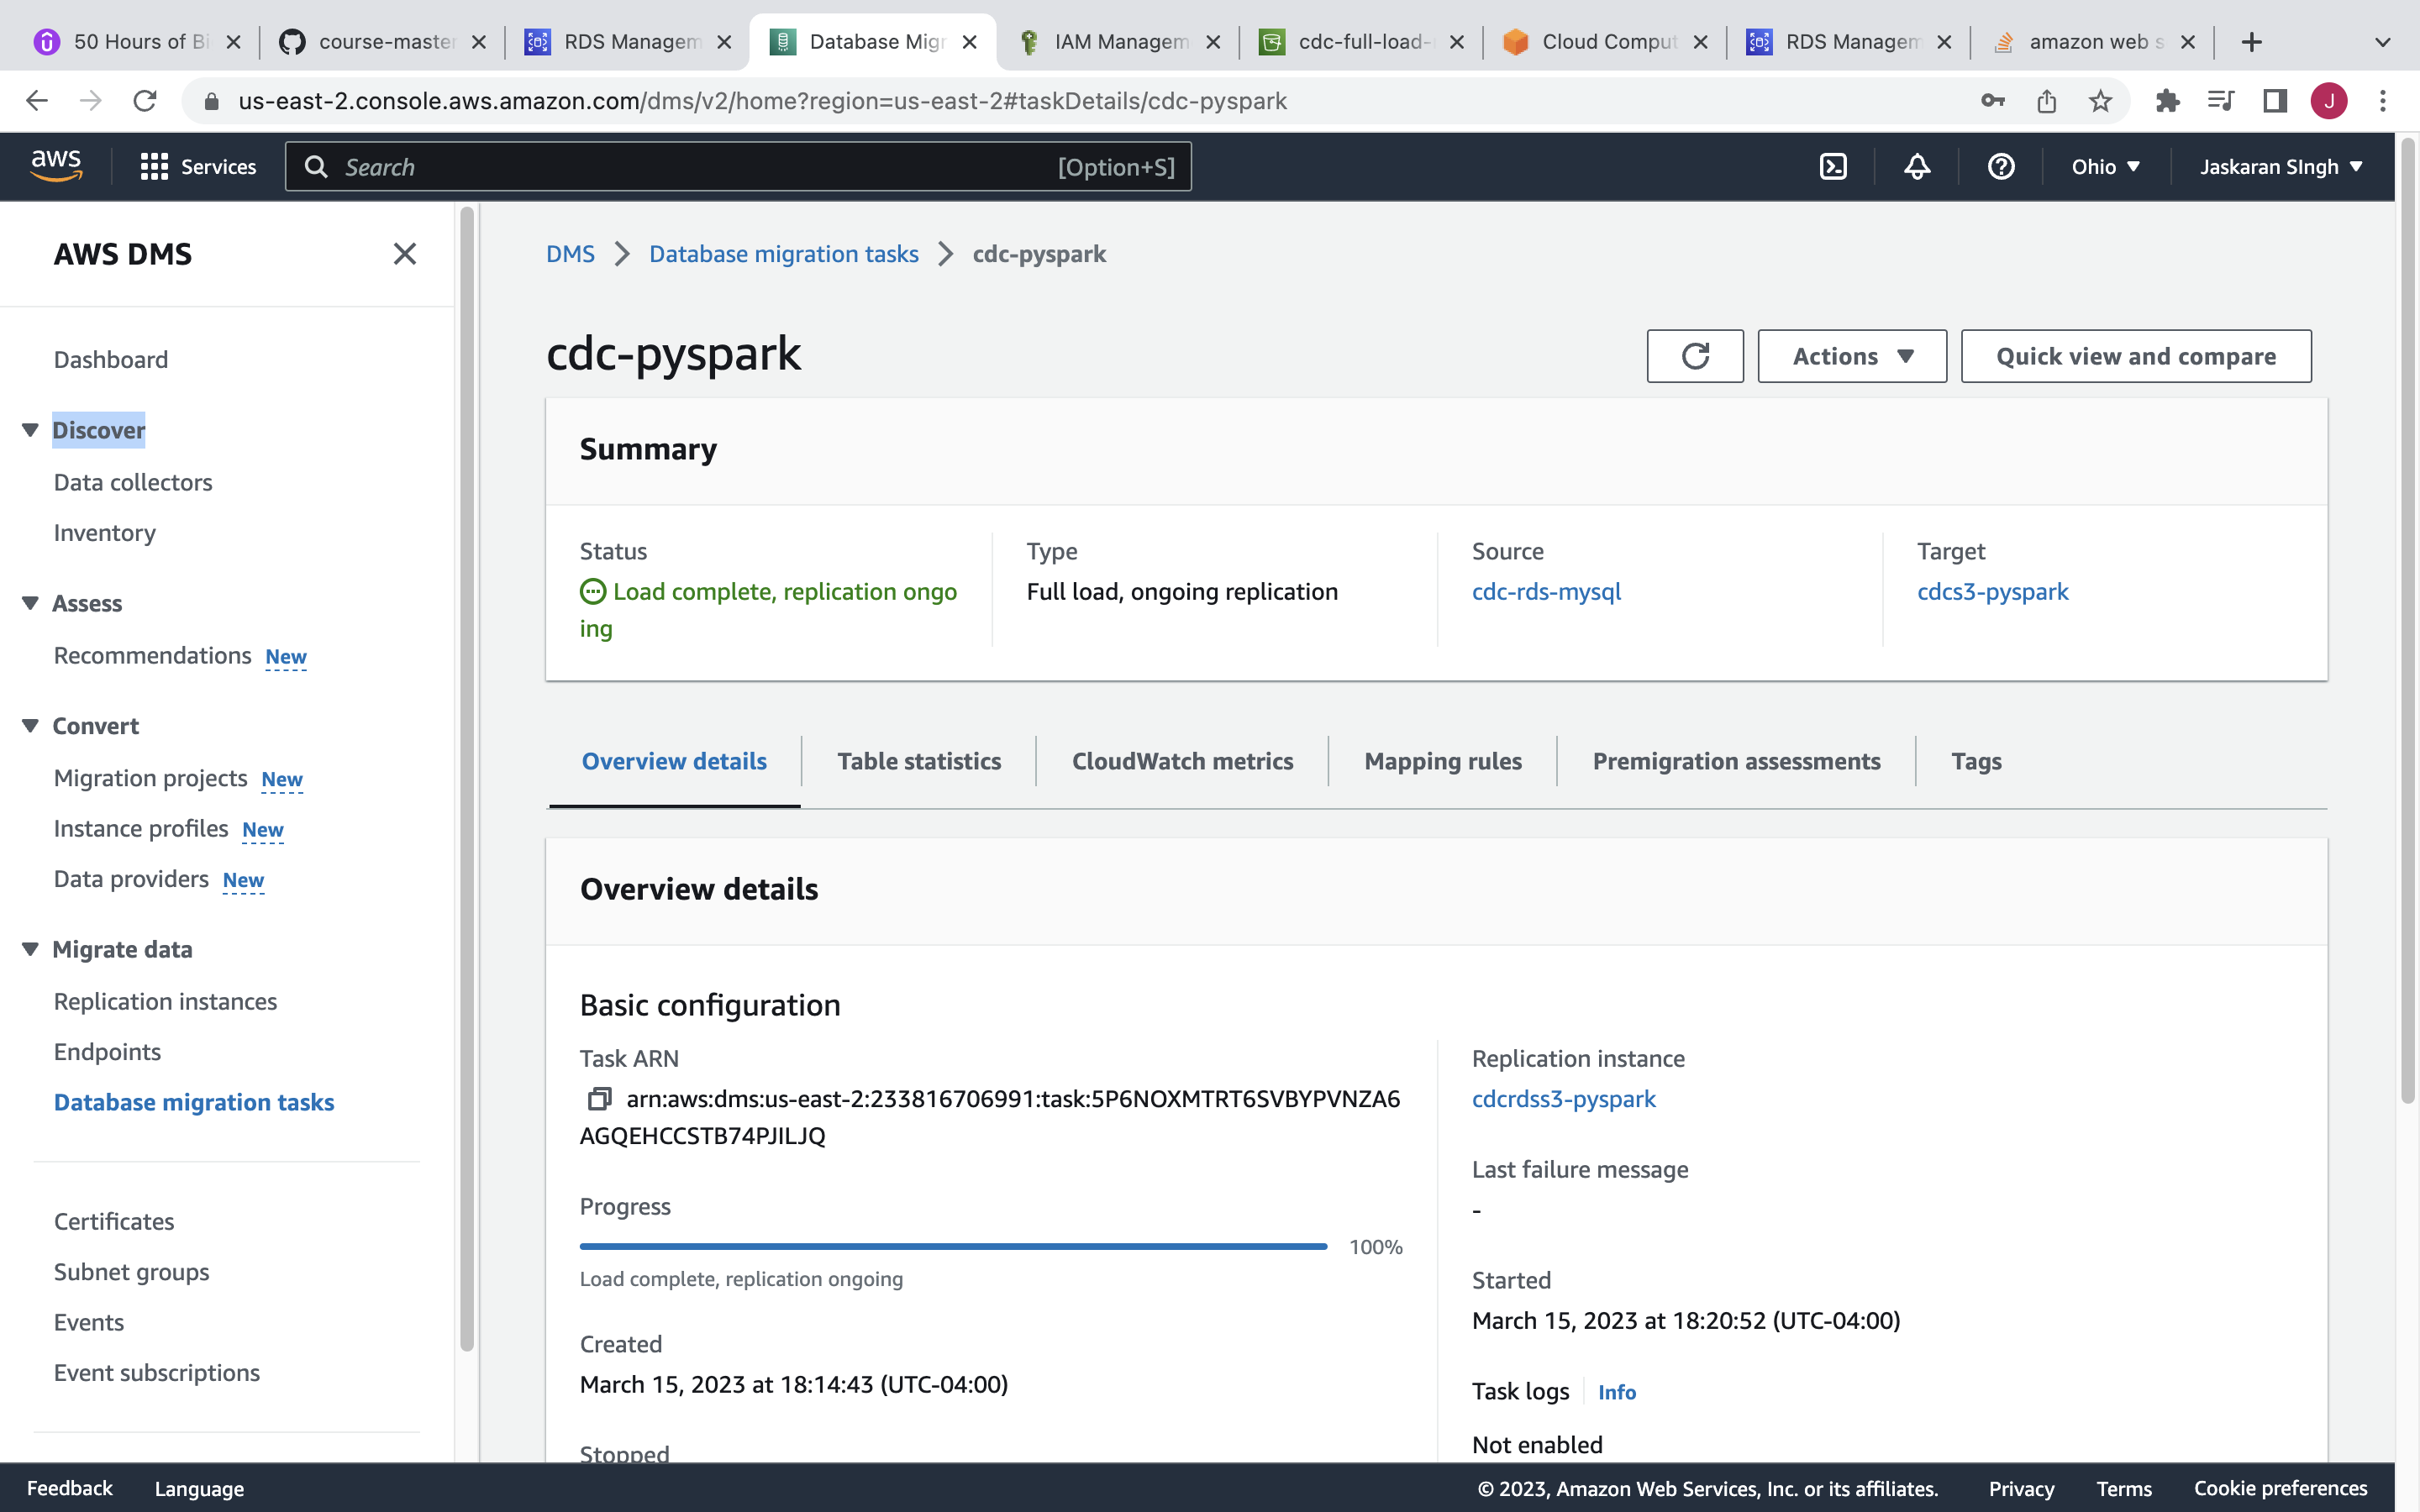 50 Hours of Bi
course-master
RDS Managem
Database Migr
IAM Managem
cdc-full-load-
Cloud Comput
RDS Managem
amazon web s
us-east-2.console.aws.amazon.com/dms/v2/home?region=us-east-2#taskDetails/cdc-pyspark
J
aws
Services
Search
[Option+S]
Ohio
Jaskaran SIngh
AWS DMS
Dashboard
Discover
Data collectors
Inventory
Assess
Recommendations New
Convert
Migration projects New
Instance profiles New
Data providers New
Migrate data
Replication instances
Endpoints
Database migration tasks
Certificates
Subnet groups
Events
Event subscriptions
DMS
Database migration tasks
cdc-pyspark
cdc-pyspark
Actions
Quick view and compare
Summary
Status
Load complete, replication ongo
ing
Type
Full load, ongoing replication
Source
cdc-rds-mysql
Target
cdcs3-pyspark
Overview details
Table statistics
CloudWatch metrics
Mapping rules
Premigration assessments
Tags
Overview details
Basic configuration
Task ARN
arn:aws:dms:us-east-2:233816706991:task:5P6NOXMTRT6SVBYPVNZA6
AGQEHCCSTB74PJILJQ
Progress
100%
Load complete, replication ongoing
Created
March 15, 2023 at 18:14:43 (UTC-04:00)
Stopped
Replication instance
cdcrdss3-pyspark
Last failure message
-
Started
March 15, 2023 at 18:20:52 (UTC-04:00)
Task logs
Info
Not enabled
Feedback
Language
© 2023, Amazon Web Services, Inc. or its affiliates.
Privacy
Terms
Cookie preferences